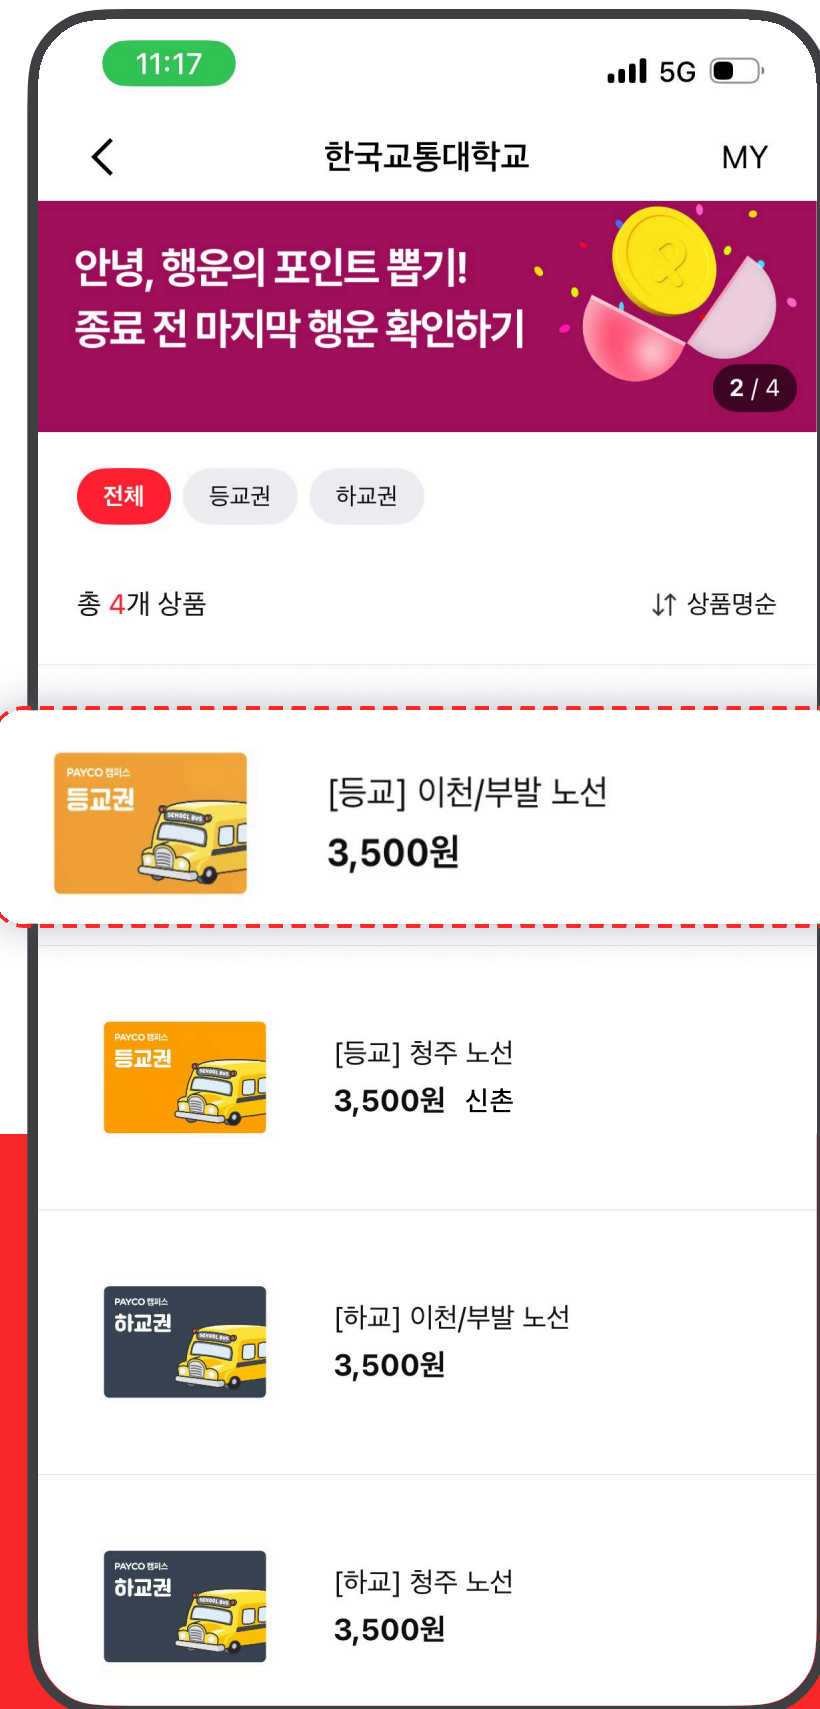 11:17
5G
한국교통대학교
MY
안녕, 행운의 포인트 뽑기!
종료 전 마지막 행운 확인하기
2 / 4
전체
등교권
하교권
총 4개 상품
상품명순
PAYCO 캠퍼스
등교권
SCHOOL BUS
[등교] 이천/부발 노선
3,500원
PAYCO 캠퍼스
등교권
SCHOOL BUS
[등교] 청주 노선
3,500원 신촌
PAYCO 캠퍼스
하교권
SCHOOL BUS
[하교] 이천/부발 노선
3,500원
PAYCO 캠퍼스
하교권
SCHOOL BUS
[하교] 청주 노선
3,500원